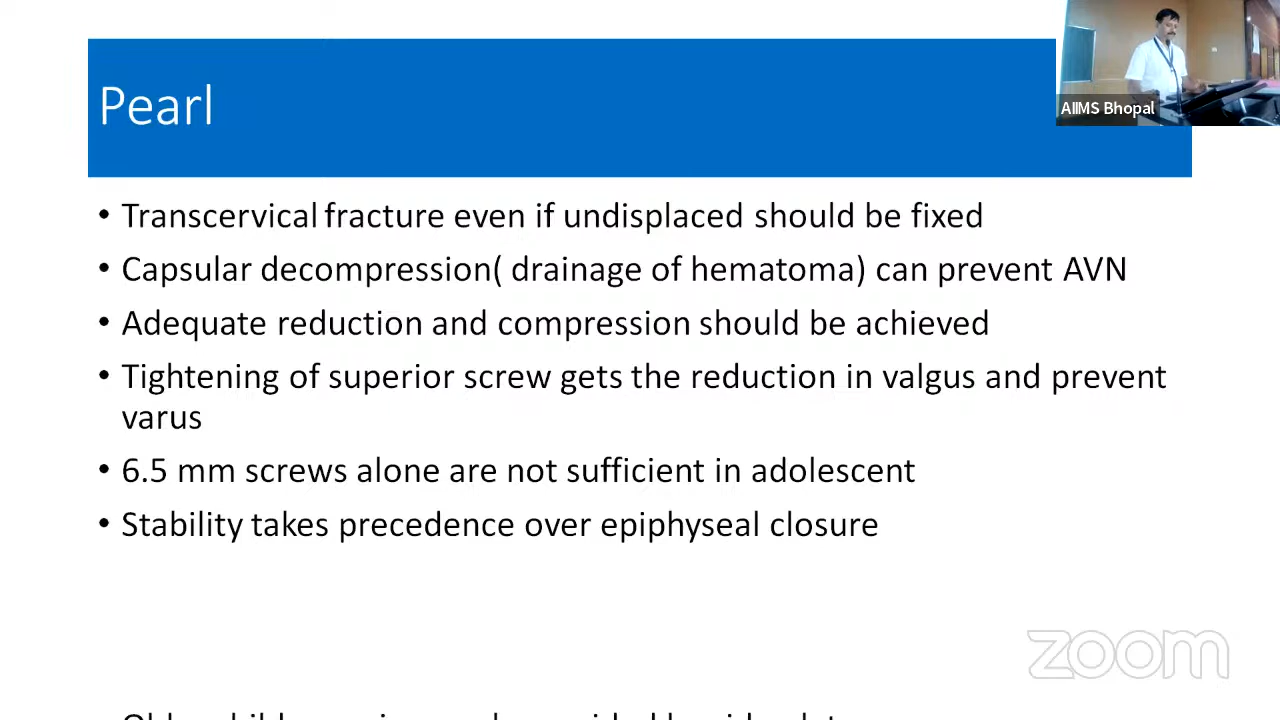 Pearl
AIIMS Bhopal
• Transcervical fracture even if undisplaced should be fixed
• Capsular decompression( drainage of hematoma) can prevent AVN
• Adequate reduction and compression should be achieved
• Tightening of superior screw gets the reduction in valgus and prevent
varus
• 6.5 mm screws alone are not sufficient in adolescent
• Stability takes precedence over epiphyseal closure
zoom